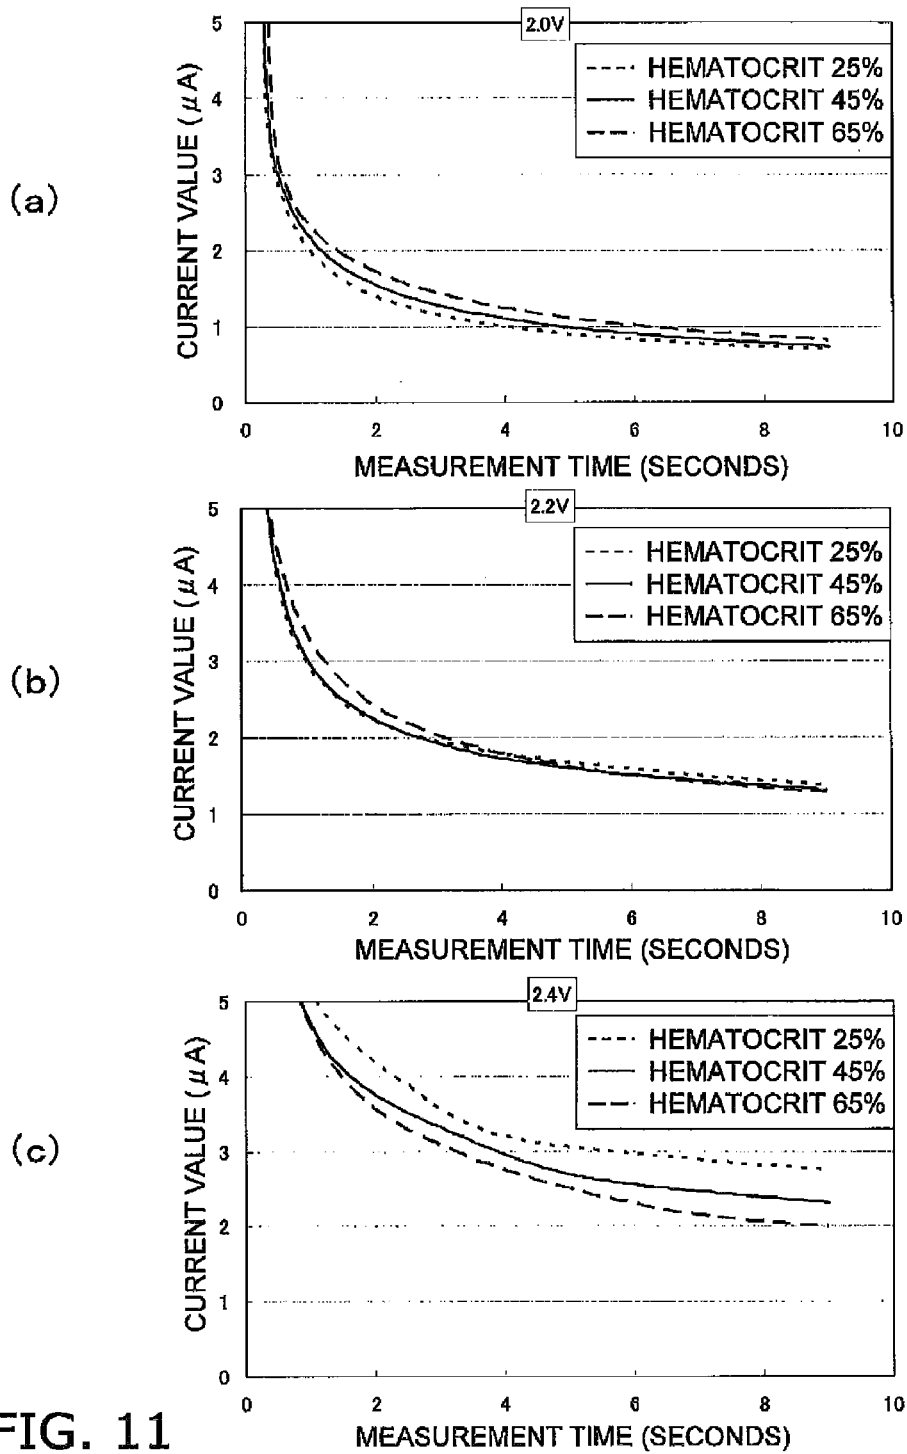 (a)
2.0V
CURRENT VALUE (μA)
5
4
3
2
1
0
HEMATOCRIT 25%
HEMATOCRIT 45%
HEMATOCRIT 65%
0 2 4 6 8 10
MEASUREMENT TIME (SECONDS)
(b)
2.2V
CURRENT VALUE (μA)
5
4
3
2
1
0
HEMATOCRIT 25%
HEMATOCRIT 45%
HEMATOCRIT 65%
0 2 4 6 8 10
MEASUREMENT TIME (SECONDS)
(c)
2.4V
CURRENT VALUE (μA)
5
4
3
2
1
0
HEMATOCRIT 25%
HEMATOCRIT 45%
HEMATOCRIT 65%
0 2 4 6 8 10
MEASUREMENT TIME (SECONDS)
FIG. 11